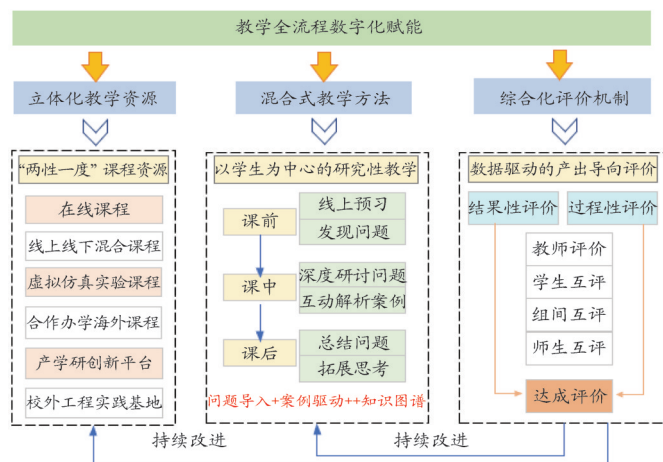 教学全流程数字化赋能
立体化教学资源
混合式教学方法
综合化评价机制
“两性一度”课程资源
在线课程
线上线下混合课程
虚拟仿真实验课程
合作办学海外课程
产学研创新平台
校外工程实践基地
以学生为中心的研究性教学
课前
线上预习
发现问题
课中
深度研讨问题
互动解析案例
课后
总结问题
拓展思考
问题导入+案例驱动++知识图谱
数据驱动的产出导向评价
结果性评价
过程性评价
教师评价
学生互评
组间互评
师生互评
达成评价
持续改进
持续改进